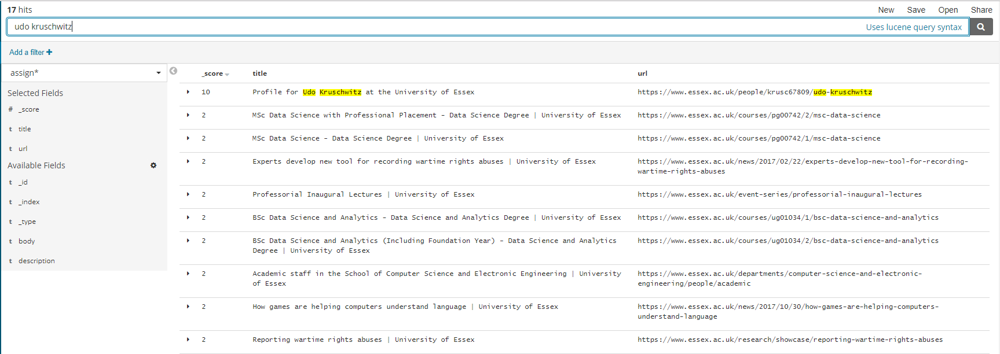 17 hits
New Save Open Share
udo kruschwitz
Uses lucene query syntax
Add a filter
assign*
Selected Fields
# _score
t title
t url
Available Fields
t _id
t _index
t _type
t body
t description
_score title url
10 Profile for Udo Kruschwitz at the University of Essex https://www.essex.ac.uk/people/krusc67809/udo-kruschwitz
2 MSc Data Science with Professional Placement - Data Science Degree | University of Essex https://www.essex.ac.uk/courses/pg00742/2/msc-data-science
2 MSc Data Science - Data Science Degree | University of Essex https://www.essex.ac.uk/courses/pg00742/1/msc-data-science
2 Experts develop new tool for recording wartime rights abuses | University of Essex https://www.essex.ac.uk/news/2017/02/22/experts-develop-new-tool-for-recording-
wartime-rights-abuses
2 Professorial Inaugural Lectures | University of Essex https://www.essex.ac.uk/event-series/professorial-inaugural-lectures
2 BSc Data Science and Analytics - Data Science and Analytics Degree | University of Essex https://www.essex.ac.uk/courses/ug01034/1/bsc-data-science-and-analytics
2 BSc Data Science and Analytics (Including Foundation Year) - Data Science and Analytics https://www.essex.ac.uk/courses/ug01034/2/bsc-data-science-and-analytics
Degree | University of Essex
2 Academic staff in the School of Computer Science and Electronic Engineering | University https://www.essex.ac.uk/departments/computer-science-and-electronic-
of Essex engineering/people/academic
2 How games are helping computers understand language | University of Essex https://www.essex.ac.uk/news/2017/10/30/how-games-are-helping-computers-
understand-language
2 Reporting wartime rights abuses | University of Essex https://www.essex.ac.uk/research/showcase/reporting-wartime-rights-abuses